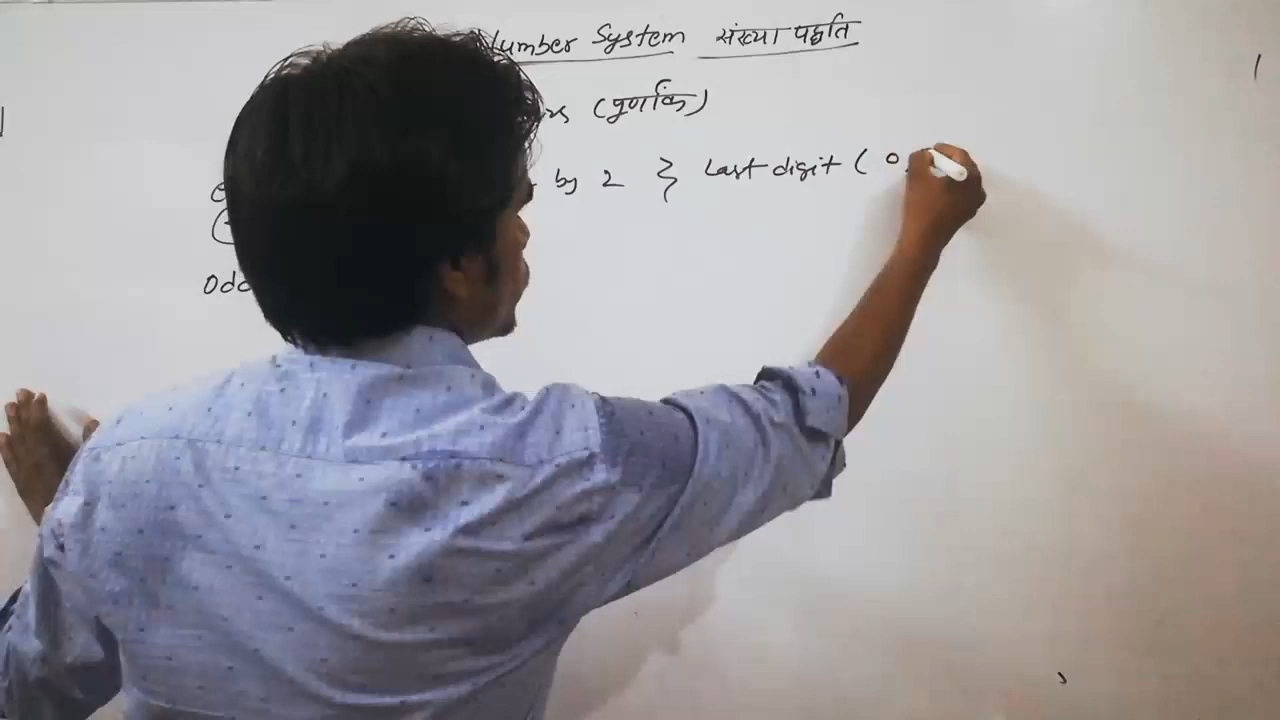 Number System संख्या पद्धति
(पूर्णांक)
by 2 } Last digit ( 0,
Odd